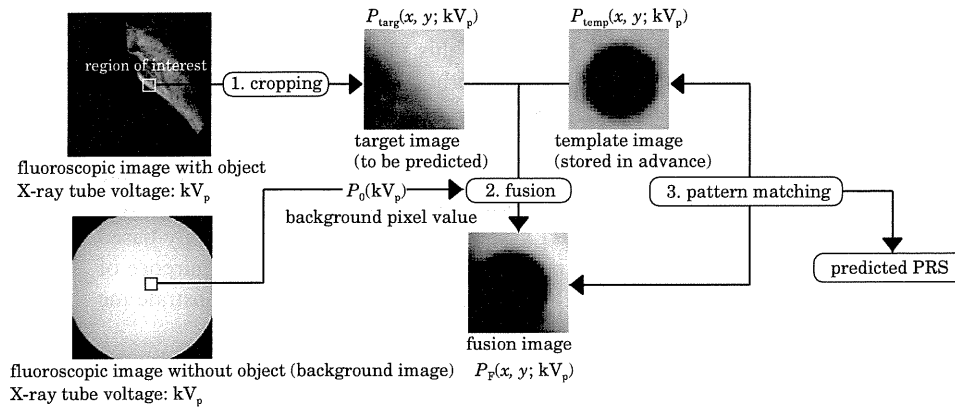 P_targ(x, y; kV_p)
P_temp(x, y; kV_p)
region of interest
1. cropping
target image
(to be predicted)
template image
(stored in advance)
fluoroscopic image with object
X-ray tube voltage: kV_p
P_0(kV_p)
background pixel value
2. fusion
3. pattern matching
predicted PRS
fusion image
P_F(x, y; kV_p)
fluoroscopic image without object (background image)
X-ray tube voltage: kV_p